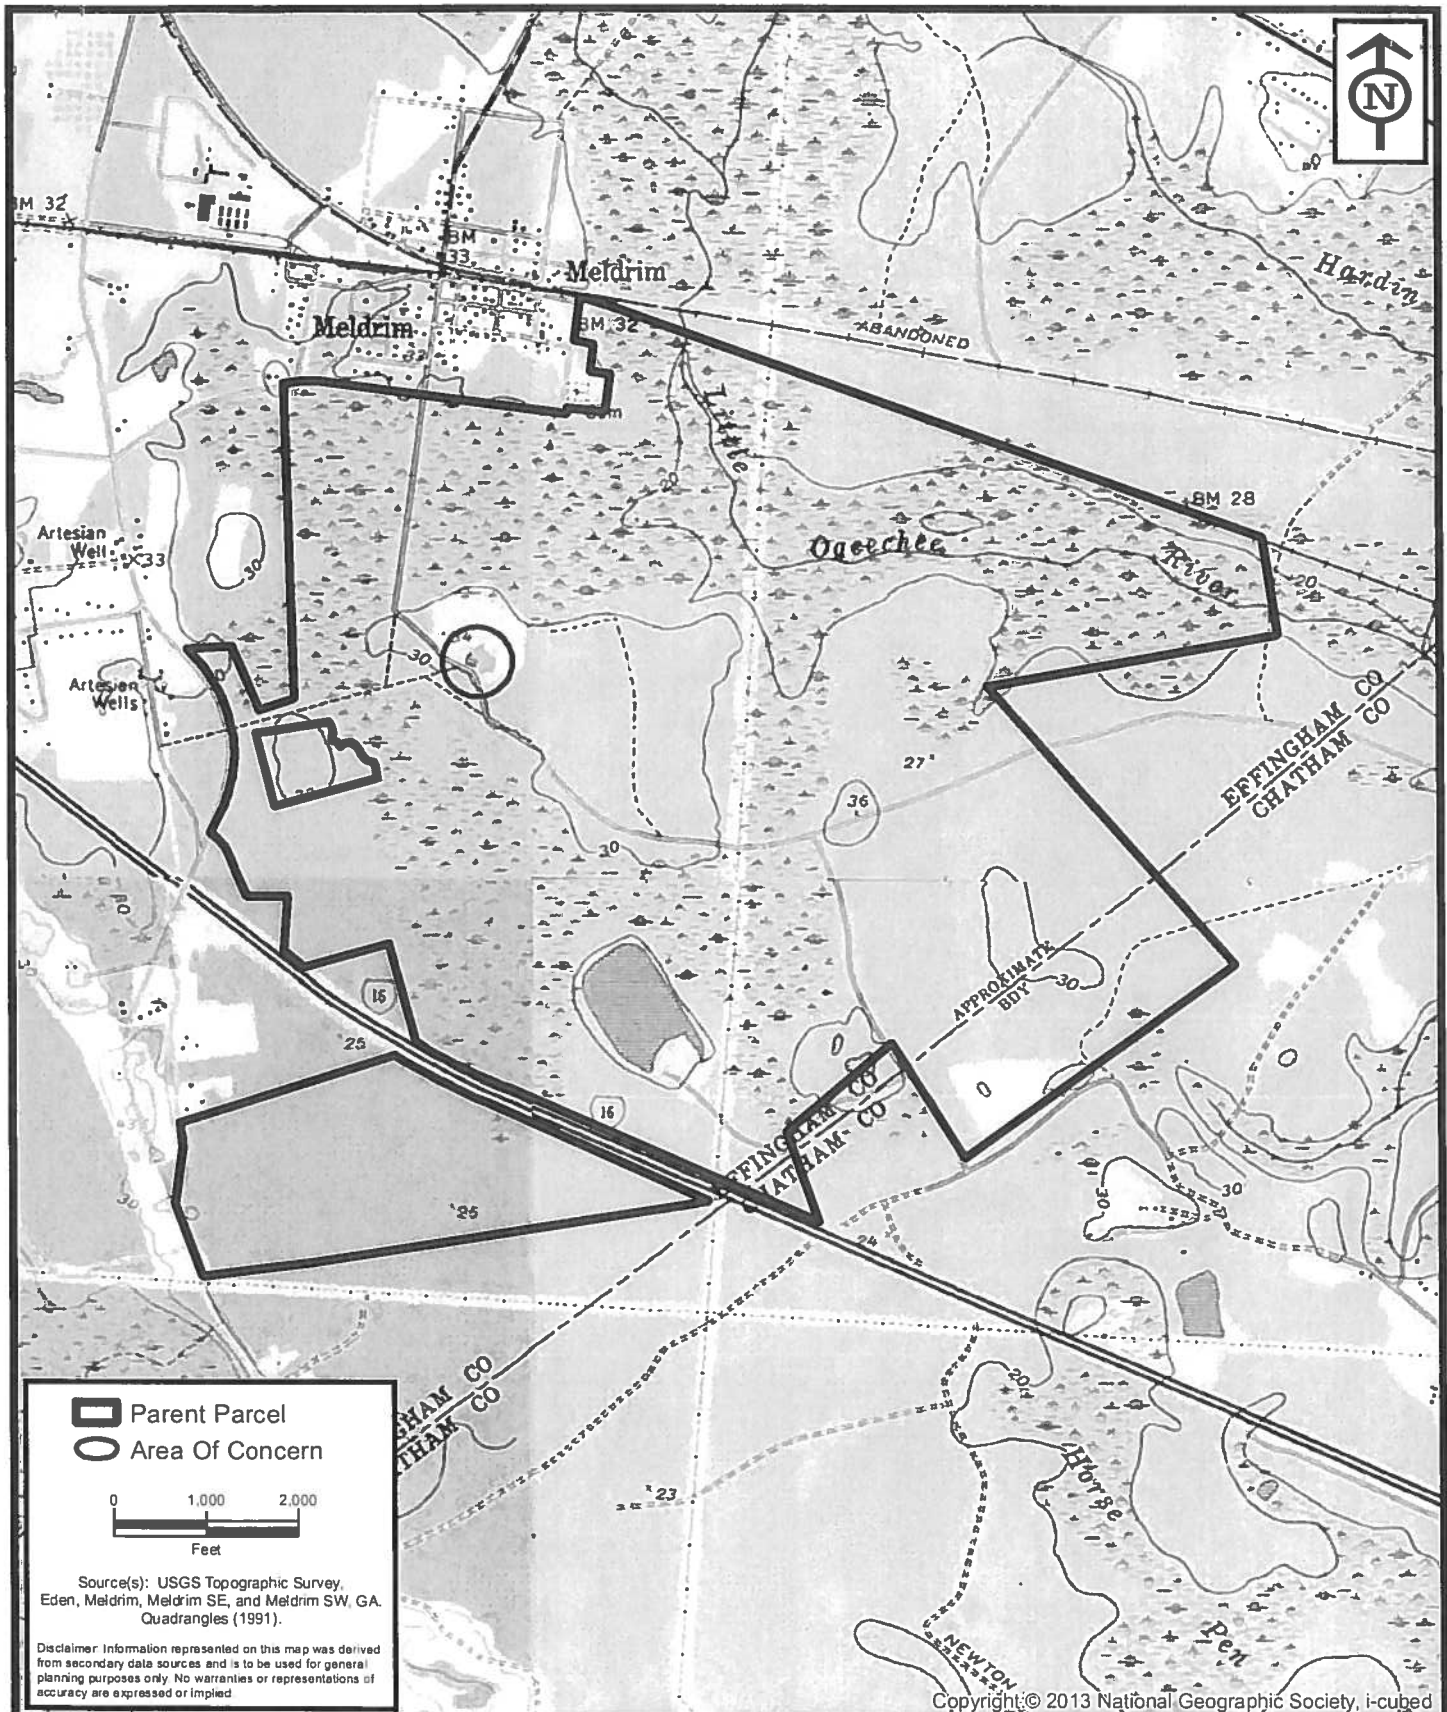 N
BM 32
BM
33
Meldrim
Hardin
BM 32
Meldrim
ABANDONED
Little
20
BM 28
Artesian
Well
X33
30
Ogeechee
River
20
30
Artesian
Wells
EFFINGHAM CO
CHATHAM CO
27
36
30
APPROXIMATE
BDY
30
16
25
16
EFFINGHAM CO
CHATHAM CO
30
30
30
25
24
20
Parent Parcel
Area Of Concern
0 1,000 2,000
Feet
Source(s): USGS Topographic Survey,
Eden, Meldrim, Meldrim SE, and Meldrim SW, GA.
Quadrangles (1991).
Disclaimer: Information represented on this map was derived
from secondary data sources and is to be used for general
planning purposes only. No warranties or representations of
accuracy are expressed or implied.
GHAM CO
THAM CO
23
Horse
Pen
NEWTON
Copyright:© 2013 National Geographic Society, i-cubed